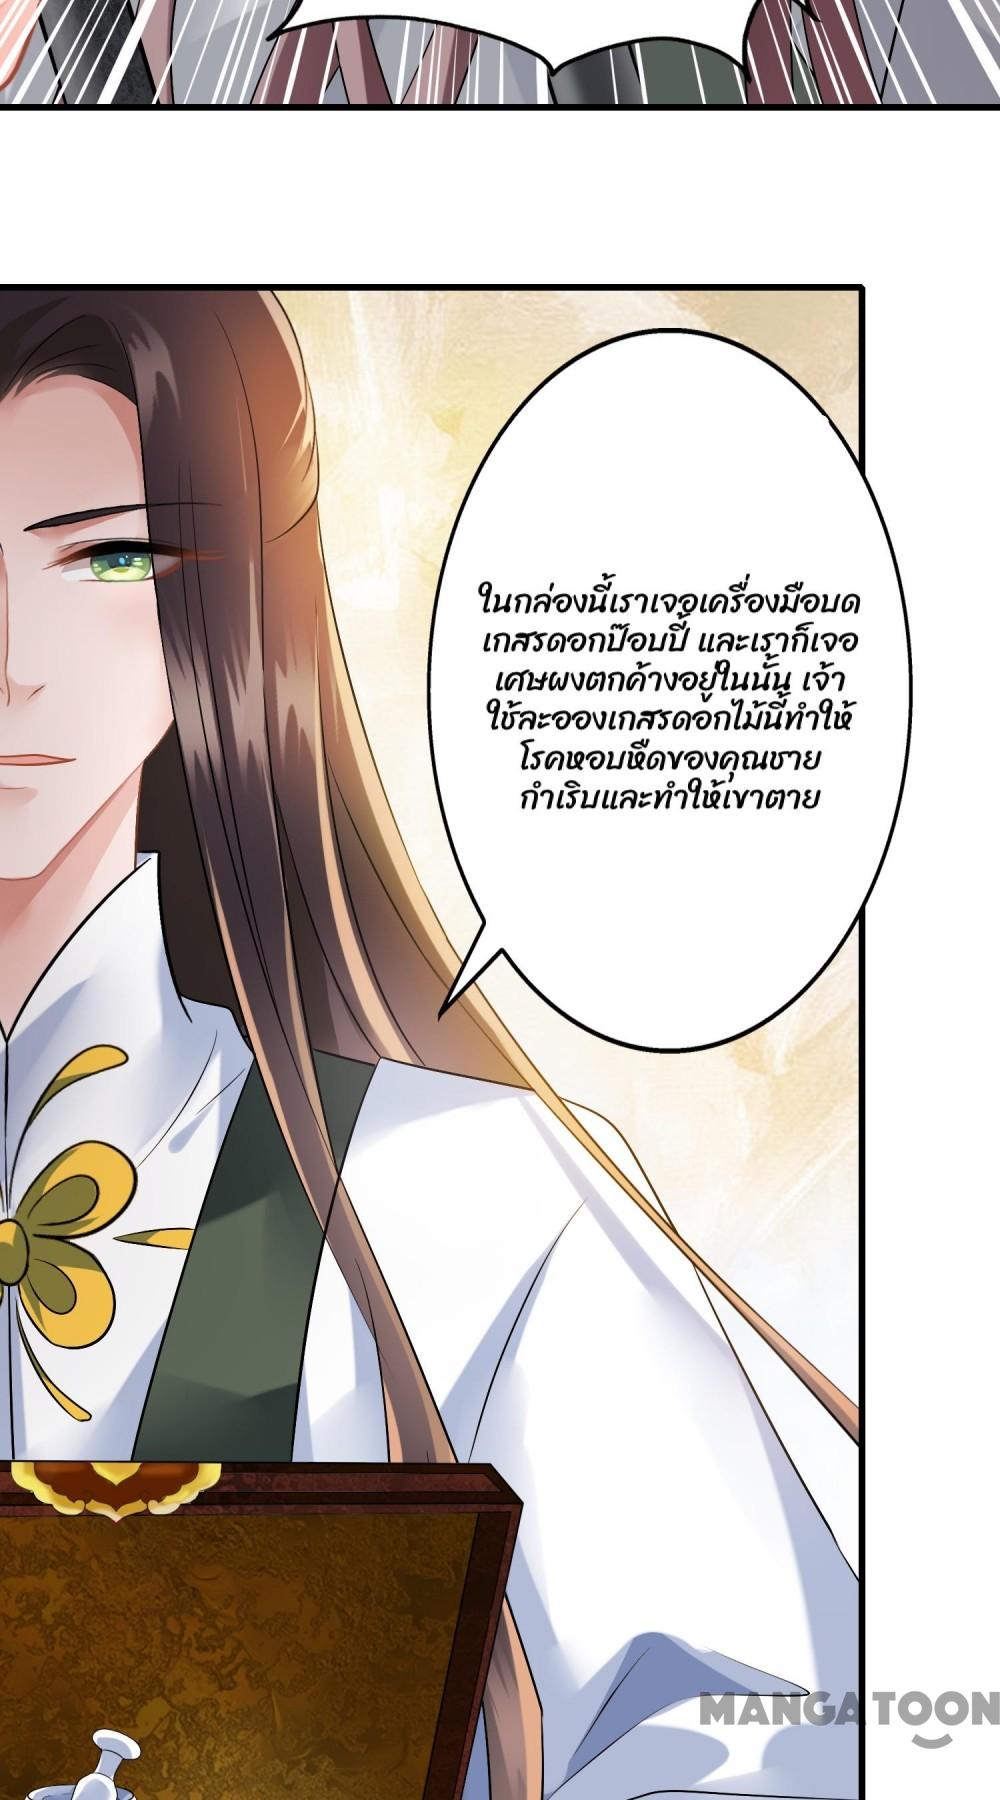 ในกล่องนี้เราเจอเครื่องมือบด
เกสรดอกป๊อบปี้ และเราก็เจอ
เศษผงตกค้างอยู่ในนั้น เจ้า
ใช้ละอองเกสรดอกไม้นี้ทำให้
โรคหอบหืดของคุณชาย
กำเริบและทำให้เขาตาย
MANGATOON